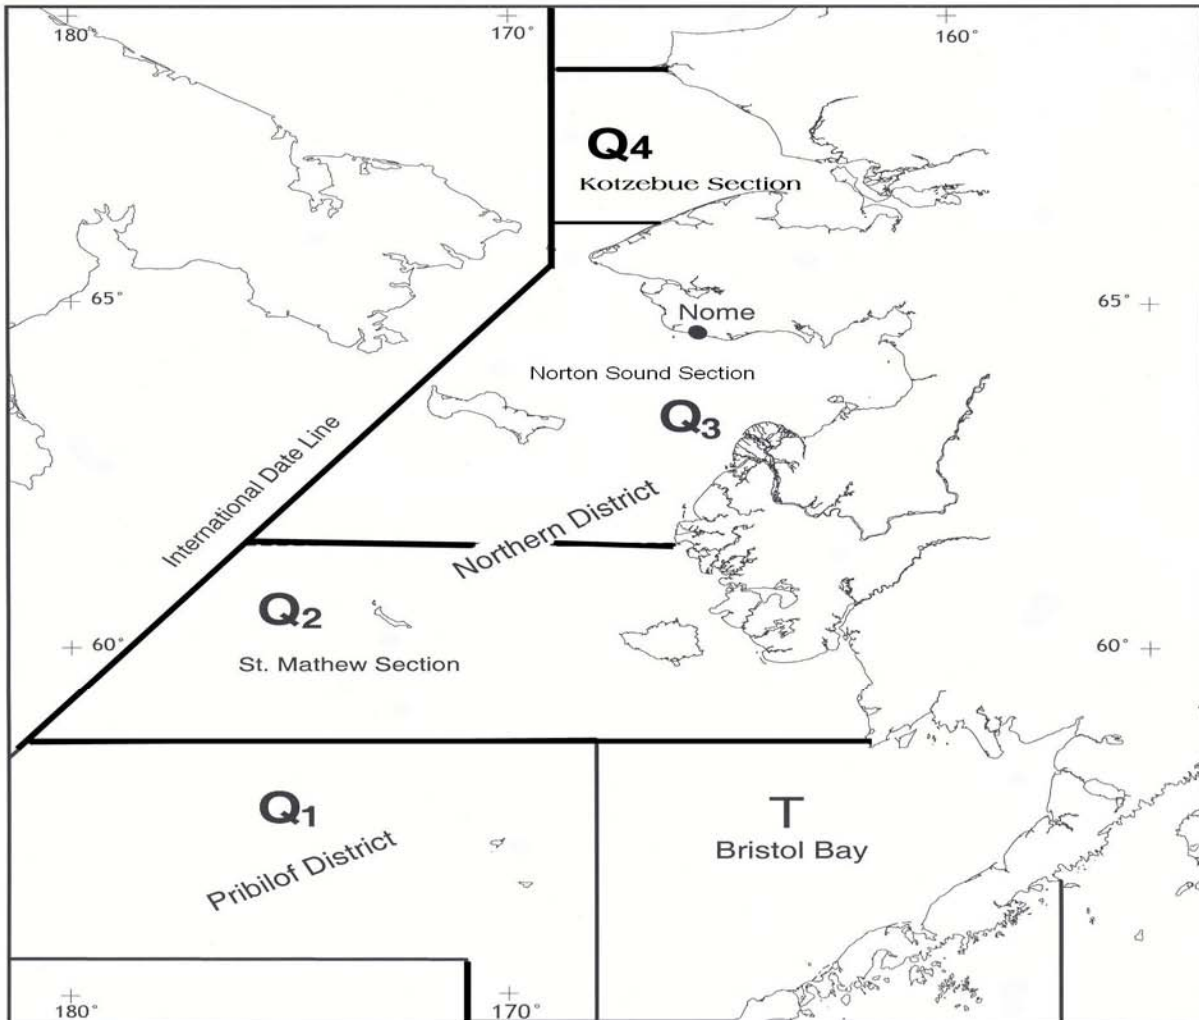 180°
170°
160°
Q4
Kotzebue Section
65°
65°
Nome
Norton Sound Section
Q3
International Date Line
Northern District
Q2
60°
60°
St. Mathew Section
Q1
T
Pribilof District
Bristol Bay
180°
170°